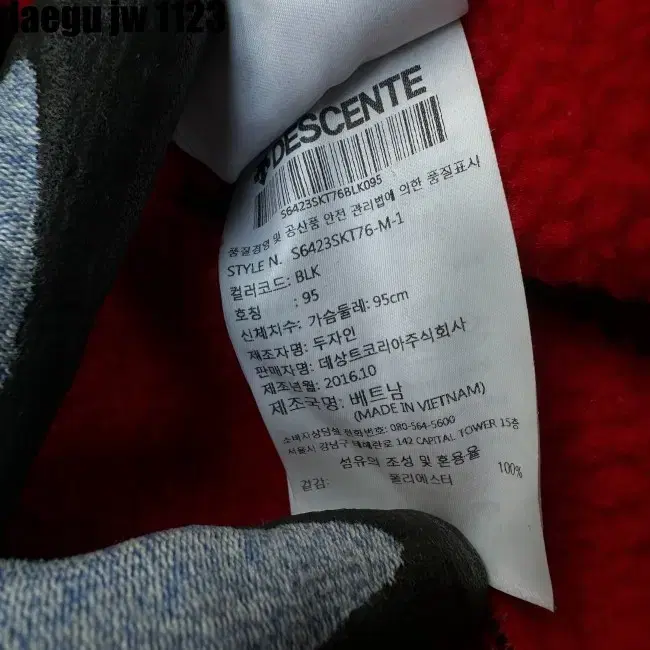 daegu jw 1123
DESCENTE
S6423SKT76BLK095
품질경영 및 공산품 안전 관리법에 의한 품질표시
STYLE N. S6423SKT76-M-1
컬러코드: BLK
호칭 : 95
신체치수: 가슴둘레: 95cm
제조자명: 두자인
판매자명: 데상트코리아주식회사
제조년월: 2016.10
제조국명: 베트남
(MADE IN VIETNAM)
소비자상담실 전화번호: 080-564-5600
서울시 강남구 테헤란로 142 CAPITAL TOWER 15층
섬유의 조성 및 혼용율
겉감: 폴리에스터 100%